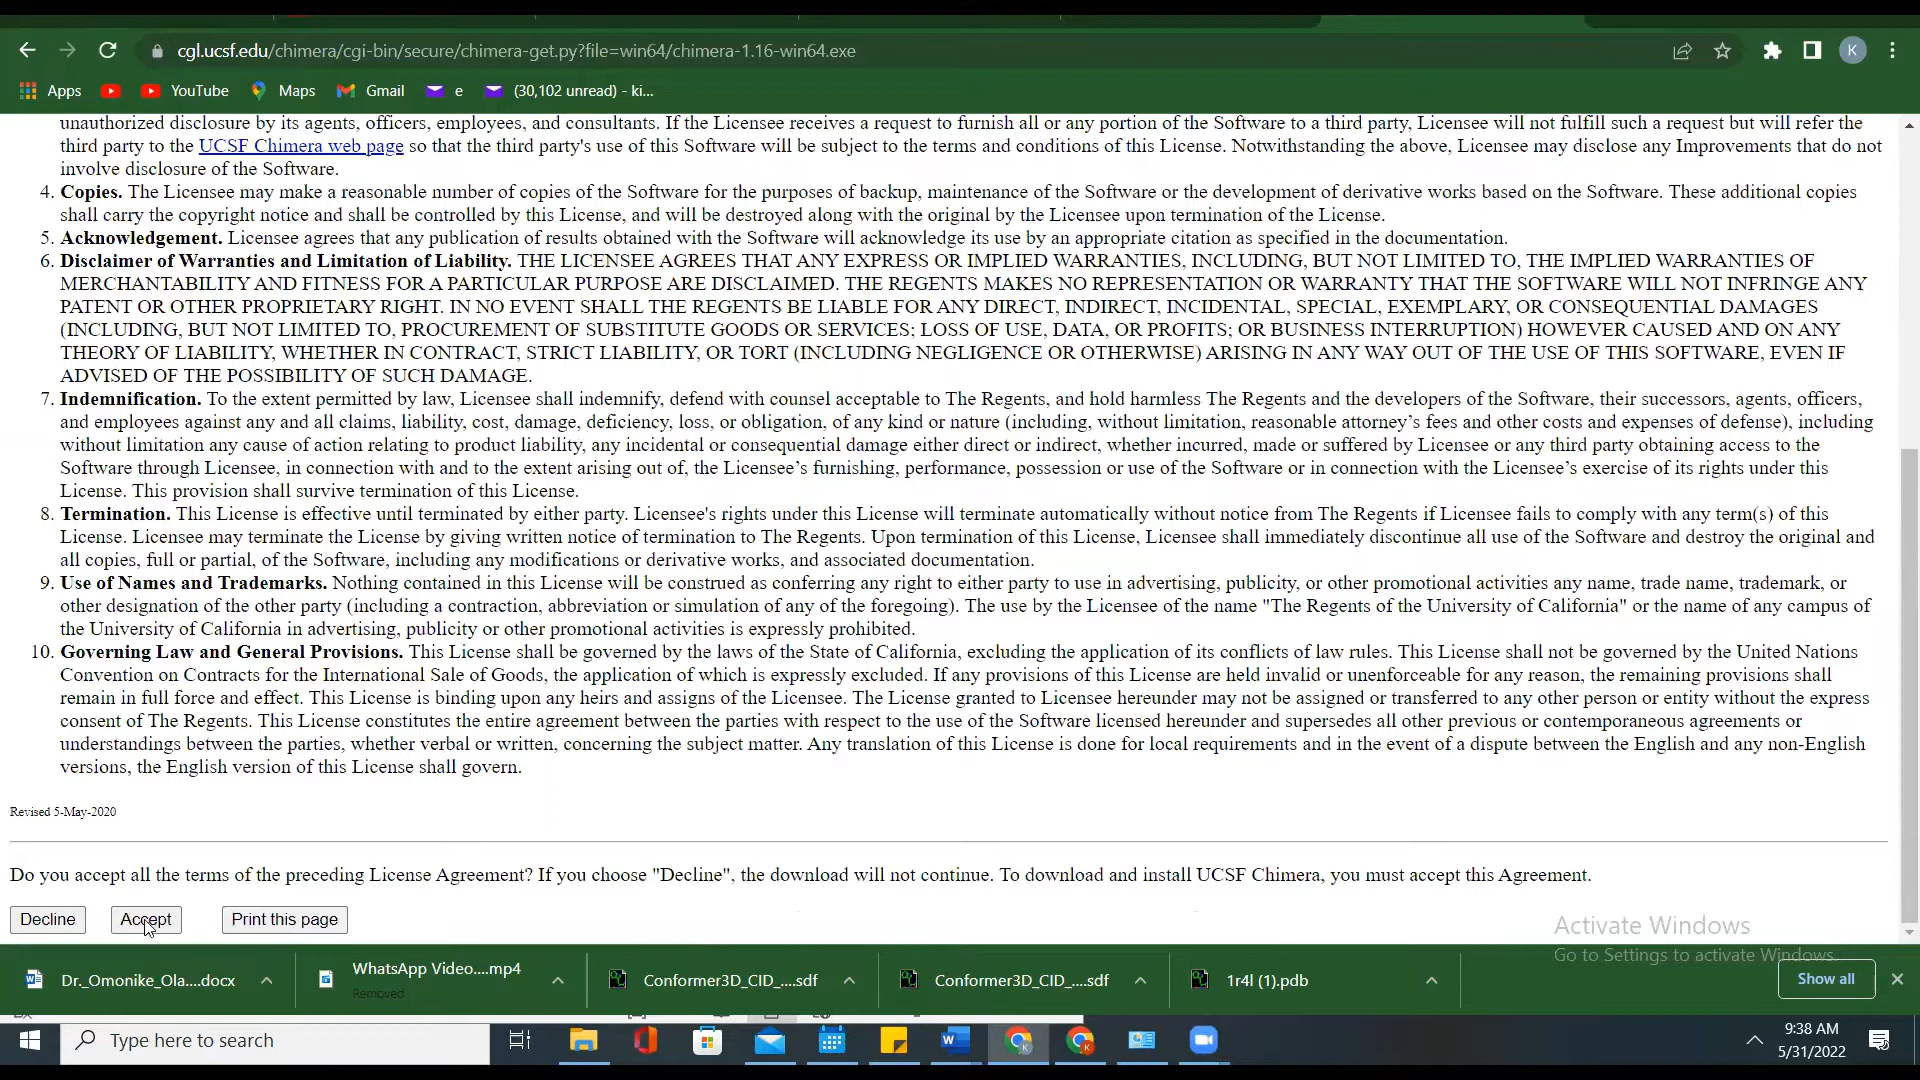 cgl.ucsf.edu/chimera/cgi-bin/secure/chimera-get.py?file=win64/chimera-1.16-win64.exe
K
Apps YouTube Maps Gmail e (30,102 unread) - ki...
unauthorized disclosure by its agents, officers, employees, and consultants. If the Licensee receives a request to furnish all or any portion of the Software to a third party, Licensee will not fulfill such a request but will refer the
third party to the UCSF Chimera web page so that the third party's use of this Software will be subject to the terms and conditions of this License. Notwithstanding the above, Licensee may disclose any Improvements that do not
involve disclosure of the Software.
4. Copies. The Licensee may make a reasonable number of copies of the Software for the purposes of backup, maintenance of the Software or the development of derivative works based on the Software. These additional copies
shall carry the copyright notice and shall be controlled by this License, and will be destroyed along with the original by the Licensee upon termination of the License.
5. Acknowledgement. Licensee agrees that any publication of results obtained with the Software will acknowledge its use by an appropriate citation as specified in the documentation.
6. Disclaimer of Warranties and Limitation of Liability. THE LICENSEE AGREES THAT ANY EXPRESS OR IMPLIED WARRANTIES, INCLUDING, BUT NOT LIMITED TO, THE IMPLIED WARRANTIES OF
MERCHANTABILITY AND FITNESS FOR A PARTICULAR PURPOSE ARE DISCLAIMED. THE REGENTS MAKES NO REPRESENTATION OR WARRANTY THAT THE SOFTWARE WILL NOT INFRINGE ANY
PATENT OR OTHER PROPRIETARY RIGHT. IN NO EVENT SHALL THE REGENTS BE LIABLE FOR ANY DIRECT, INDIRECT, INCIDENTAL, SPECIAL, EXEMPLARY, OR CONSEQUENTIAL DAMAGES
(INCLUDING, BUT NOT LIMITED TO, PROCUREMENT OF SUBSTITUTE GOODS OR SERVICES; LOSS OF USE, DATA, OR PROFITS; OR BUSINESS INTERRUPTION) HOWEVER CAUSED AND ON ANY
THEORY OF LIABILITY, WHETHER IN CONTRACT, STRICT LIABILITY, OR TORT (INCLUDING NEGLIGENCE OR OTHERWISE) ARISING IN ANY WAY OUT OF THE USE OF THIS SOFTWARE, EVEN IF
ADVISED OF THE POSSIBILITY OF SUCH DAMAGE.
7. Indemnification. To the extent permitted by law, Licensee shall indemnify, defend with counsel acceptable to The Regents, and hold harmless The Regents and the developers of the Software, their successors, agents, officers,
and employees against any and all claims, liability, cost, damage, deficiency, loss, or obligation, of any kind or nature (including, without limitation, reasonable attorney’s fees and other costs and expenses of defense), including
without limitation any cause of action relating to product liability, any incidental or consequential damage either direct or indirect, whether incurred, made or suffered by Licensee or any third party obtaining access to the
Software through Licensee, in connection with and to the extent arising out of, the Licensee’s furnishing, performance, possession or use of the Software or in connection with the Licensee’s exercise of its rights under this
License. This provision shall survive termination of this License.
8. Termination. This License is effective until terminated by either party. Licensee's rights under this License will terminate automatically without notice from The Regents if Licensee fails to comply with any term(s) of this
License. Licensee may terminate the License by giving written notice of termination to The Regents. Upon termination of this License, Licensee shall immediately discontinue all use of the Software and destroy the original and
all copies, full or partial, of the Software, including any modifications or derivative works, and associated documentation.
9. Use of Names and Trademarks. Nothing contained in this License will be construed as conferring any right to either party to use in advertising, publicity, or other promotional activities any name, trade name, trademark, or
other designation of the other party (including a contraction, abbreviation or simulation of any of the foregoing). The use by the Licensee of the name "The Regents of the University of California" or the name of any campus of
the University of California in advertising, publicity or other promotional activities is expressly prohibited.
10. Governing Law and General Provisions. This License shall be governed by the laws of the State of California, excluding the application of its conflicts of law rules. This License shall not be governed by the United Nations
Convention on Contracts for the International Sale of Goods, the application of which is expressly excluded. If any provisions of this License are held invalid or unenforceable for any reason, the remaining provisions shall
remain in full force and effect. This License is binding upon any heirs and assigns of the Licensee. The License granted to Licensee hereunder may not be assigned or transferred to any other person or entity without the express
consent of The Regents. This License constitutes the entire agreement between the parties with respect to the use of the Software licensed hereunder and supersedes all other previous or contemporaneous agreements or
understandings between the parties, whether verbal or written, concerning the subject matter. Any translation of this License is done for local requirements and in the event of a dispute between the English and any non-English
versions, the English version of this License shall govern.
Revised 5-May-2020
Do you accept all the terms of the preceding License Agreement? If you choose "Decline", the download will not continue. To download and install UCSF Chimera, you must accept this Agreement.
Decline Accept Print this page
Activate Windows
Go to Settings to activate Windows.
Dr._Omonike_Ola....docx
WhatsApp Video....mp4
Removed
Conformer3D_CID_....sdf
Conformer3D_CID_....sdf
1r4l (1).pdb
Show all
Type here to search
9:38 AM
5/31/2022